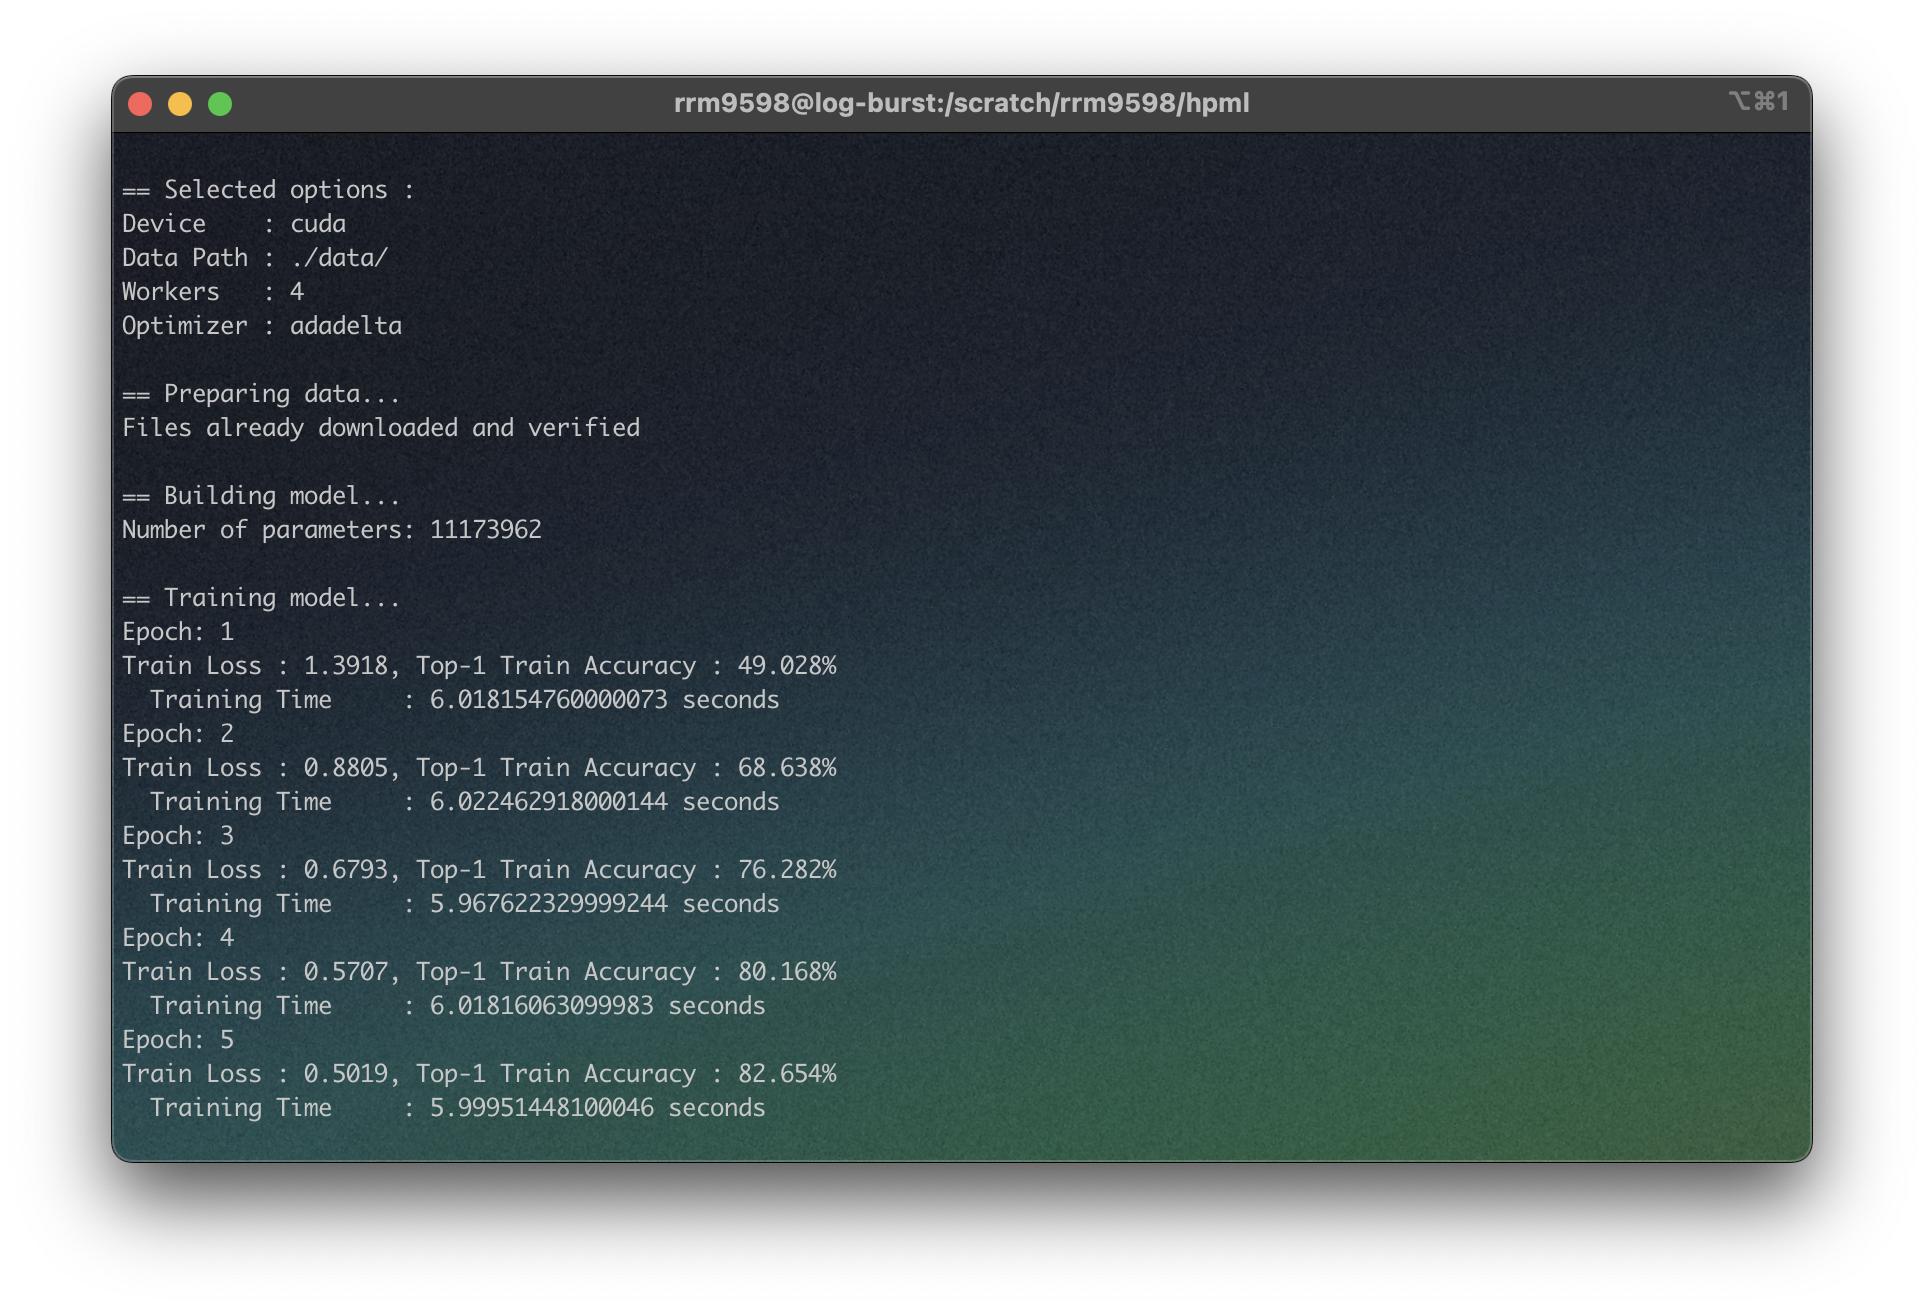 rrm9598@log-burst:/scratch/rrm9598/hpml
⌥⌘1
== Selected options :
Device    : cuda
Data Path : ./data/
Workers   : 4
Optimizer : adadelta
== Preparing data...
Files already downloaded and verified
== Building model...
Number of parameters: 11173962
== Training model...
Epoch: 1
Train Loss : 1.3918, Top-1 Train Accuracy : 49.028%
  Training Time     : 6.018154760000073 seconds
Epoch: 2
Train Loss : 0.8805, Top-1 Train Accuracy : 68.638%
  Training Time     : 6.022462918000144 seconds
Epoch: 3
Train Loss : 0.6793, Top-1 Train Accuracy : 76.282%
  Training Time     : 5.967622329999244 seconds
Epoch: 4
Train Loss : 0.5707, Top-1 Train Accuracy : 80.168%
  Training Time     : 6.01816063099983 seconds
Epoch: 5
Train Loss : 0.5019, Top-1 Train Accuracy : 82.654%
  Training Time     : 5.99951448100046 seconds